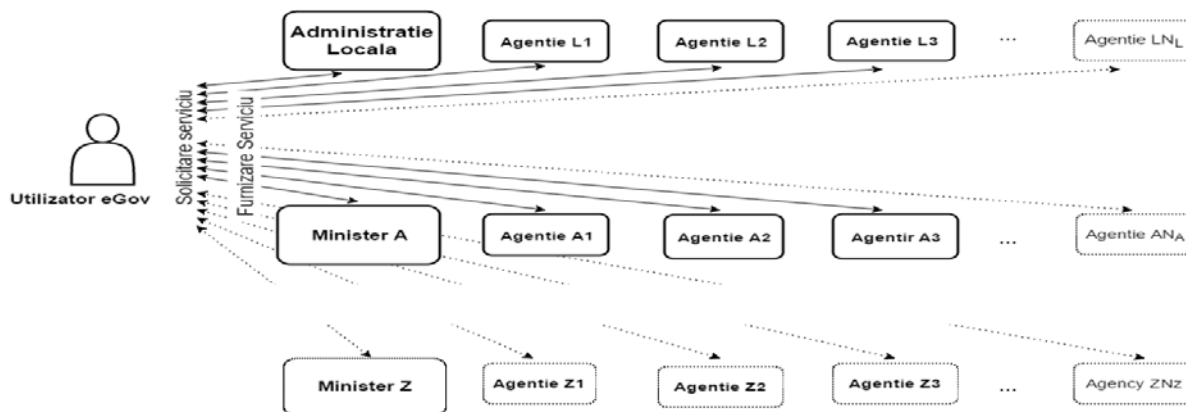 Administratie
Locala
Agentie L1
Agentie L2
Agentie L3
...
Agentie LNL
Solicitare serviciu
Furnizare Serviciu
Utilizator eGov
Minister A
Agentie A1
Agentie A2
Agentir A3
...
Agentie ANA
Minister Z
Agentie Z1
Agentie Z2
Agentie Z3
...
Agency ZNz